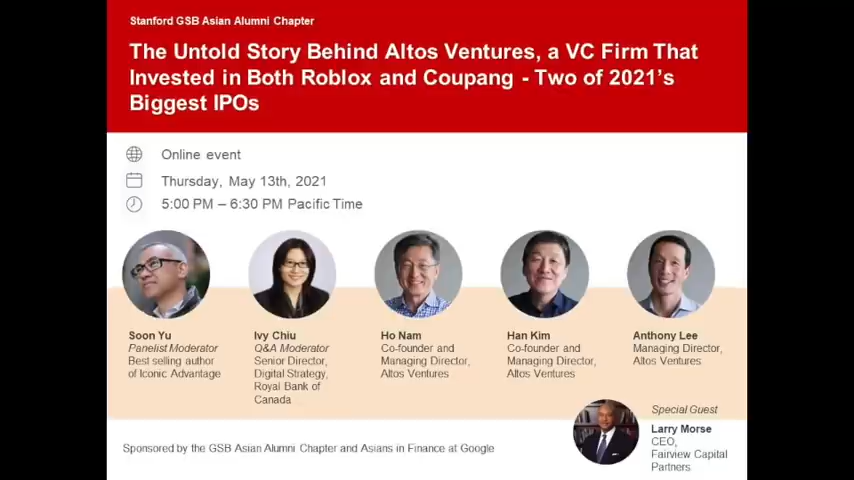 Stanford GSB Asian Alumni Chapter
The Untold Story Behind Altos Ventures, a VC Firm That
Invested in Both Roblox and Coupang - Two of 2021's
Biggest IPOs
Online event
Thursday, May 13th, 2021
5:00 PM – 6:30 PM Pacific Time
Soon Yu
Panelist Moderator
Best selling author
of Iconic Advantage
Ivy Chiu
Q&A Moderator
Senior Director,
Digital Strategy,
Royal Bank of
Canada
Ho Nam
Co-founder and
Managing Director,
Altos Ventures
Han Kim
Co-founder and
Managing Director,
Altos Ventures
Anthony Lee
Managing Director,
Altos Ventures
Special Guest
Larry Morse
CEO,
Fairview Capital
Partners
Sponsored by the GSB Asian Alumni Chapter and Asians in Finance at Google